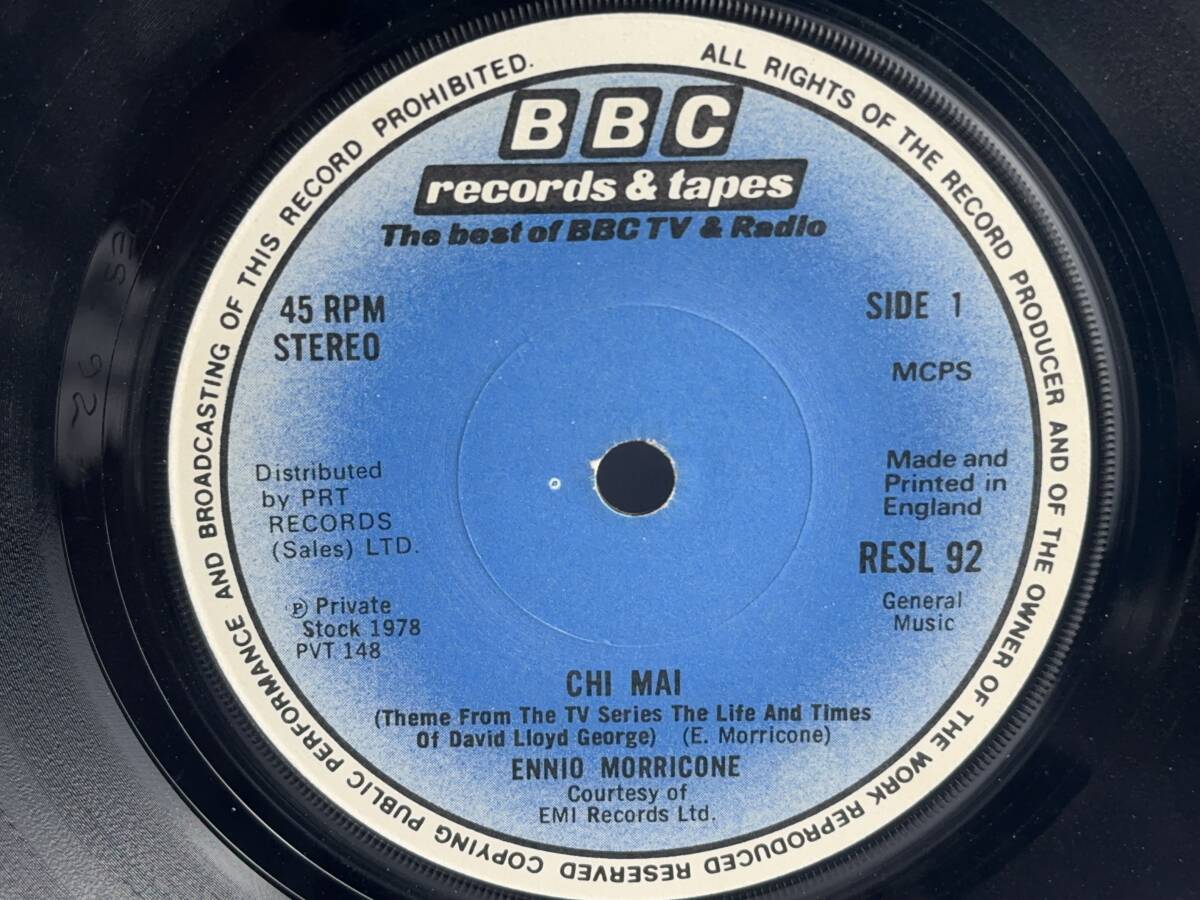 ALL RIGHTS OF THE RECORD PRODUCER AND OF THE OWNER OF THE WORK REPRODUCED RESERVED COPYING PUBLIC PERFORMANCE AND BROADCASTING OF THIS RECORD PROHIBITED.
BBC
records & tapes
The best of BBC TV & Radio
45 RPM
STEREO
SIDE 1
MCPS
Distributed
by PRT
RECORDS
(Sales) LTD.
Made and
Printed in
England
RESL 92
General
Music
℗ Private
Stock 1978
PVT 148
CHI MAI
(Theme From The TV Series The Life And Times
Of David Lloyd George) (E. Morricone)
ENNIO MORRICONE
Courtesy of
EMI Records Ltd.